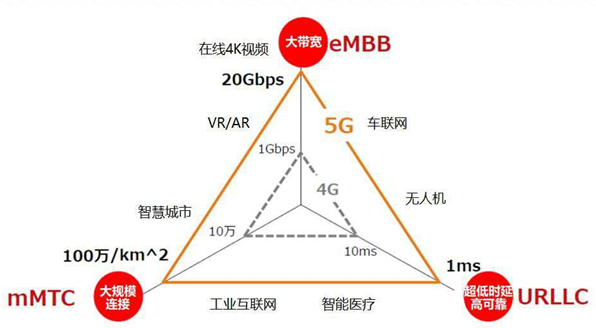 大带宽
eMBB
在线4K视频
20Gbps
VR/AR
5G
车联网
1Gbps
4G
无人机
智慧城市
10万
10ms
100万/km^2
1ms
mMTC
大规模
连接
超低时延
高可靠
URLLC
工业互联网
智能医疗